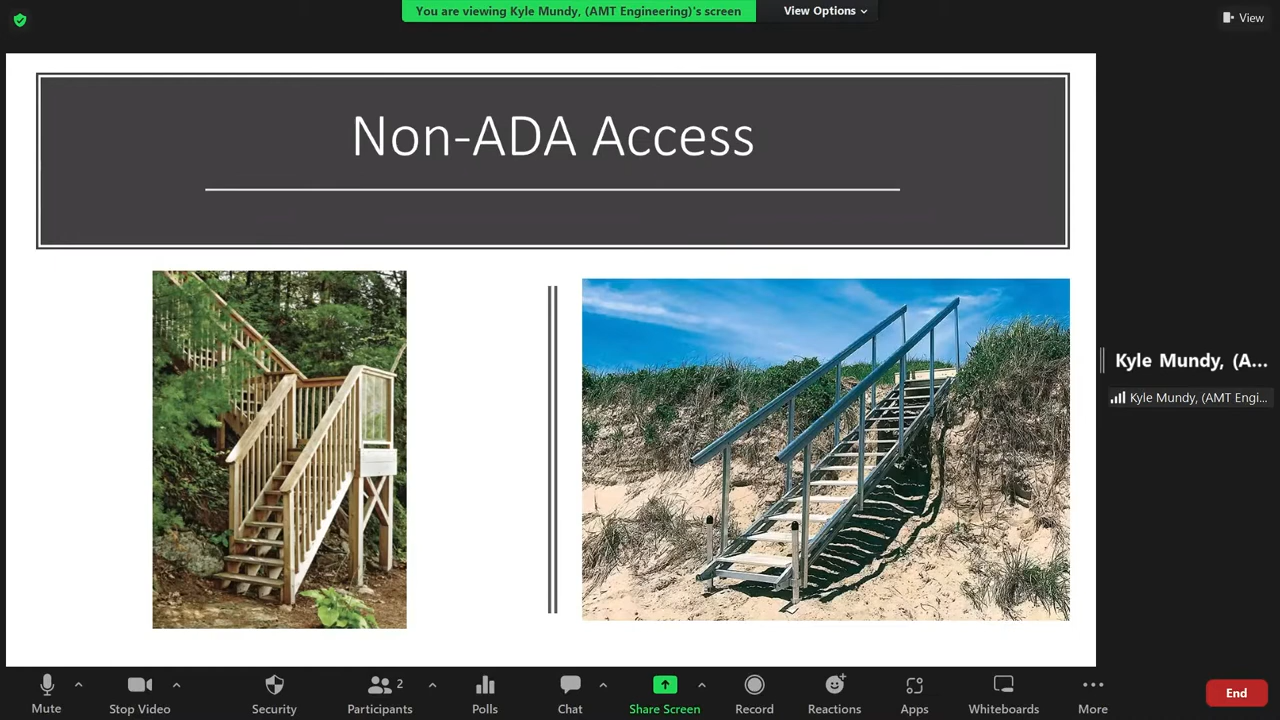 You are viewing Kyle Mundy, (AMT Engineering)'s screen
View Options
View
Non-ADA Access
Kyle Mundy, (A...
Kyle Mundy, (AMT Engi...
Mute
Stop Video
Security
2
Participants
Polls
Chat
Share Screen
Record
Reactions
Apps
Whiteboards
More
End